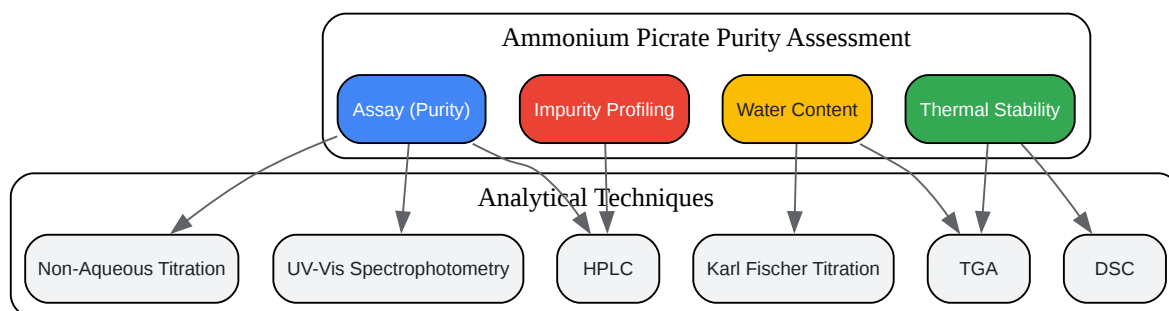 Ammonium Picrate Purity Assessment
Assay (Purity)
Impurity Profiling
Water Content
Thermal Stability
Analytical Techniques
Non-Aqueous Titration
UV-Vis Spectrophotometry
HPLC
Karl Fischer Titration
TGA
DSC